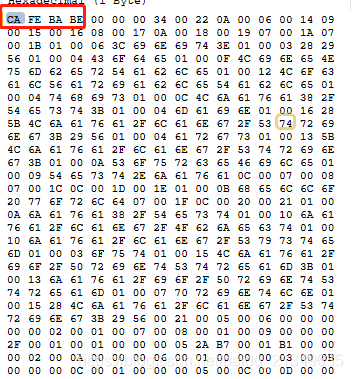 Hexadecimal (1 Byte)
CA FE BA BE 00 00 00 34 00 22 0A 00 06 00 14 09
00 15 00 16 08 00 17 0A 00 18 00 19 07 00 1A 07
00 1B 01 00 06 3C 69 6E 69 74 3E 01 00 03 28 29
56 01 00 04 43 6F 64 65 01 00 0F 4C 69 6E 65 4E
75 6D 62 65 72 54 61 62 6C 65 01 00 12 4C 6F 63
61 6C 56 61 72 69 61 62 6C 65 54 61 62 6C 65 01
00 04 74 68 69 73 01 00 0C 4C 6A 61 76 61 38 2F
54 65 73 74 3B 01 00 04 6D 61 69 6E 01 00 16 28
5B 4C 6A 61 76 61 2F 6C 61 6E 67 2F 53 74 72 69
6E 67 3B 29 56 01 00 04 61 72 67 73 01 00 13 5B
4C 6A 61 76 61 2F 6C 61 6E 67 2F 53 74 72 69 6E
67 3B 01 00 0A 53 6F 75 72 63 65 46 69 6C 65 01
00 09 54 65 73 74 2E 6A 61 76 61 0C 00 07 00 08
07 00 1C 0C 00 1D 00 1E 01 00 0B 68 65 6C 6C 6F
20 77 6F 72 6C 64 07 00 1F 0C 00 20 00 21 01 00
0A 6A 61 76 61 38 2F 54 65 73 74 01 00 10 6A 61
76 61 2F 6C 61 6E 67 2F 4F 62 6A 65 63 74 01 00
10 6A 61 76 61 2F 6C 61 6E 67 2F 53 79 73 74 65
6D 01 00 03 6F 75 74 01 00 15 4C 6A 61 76 61 2F
69 6F 2F 50 72 69 6E 74 53 74 72 65 61 6D 3B 01
00 13 6A 61 76 61 2F 69 6F 2F 50 72 69 6E 74 53
74 72 65 61 6D 01 00 07 70 72 69 6E 74 6C 6E 01
00 15 28 4C 6A 61 76 61 2F 6C 61 6E 67 2F 53 74
72 69 6E 67 3B 29 56 00 21 00 05 00 06 00 00 00
00 00 02 00 01 00 07 00 08 00 01 00 09 00 00 00
2F 00 01 00 01 00 00 00 05 2A B7 00 01 B1 00 00
00 02 00 0A 00 00 00 06 00 01 00 00 00 03 00 0B
00 00 00 0C 00 01 00 00 00 05 00 0C 00 0D 00 00